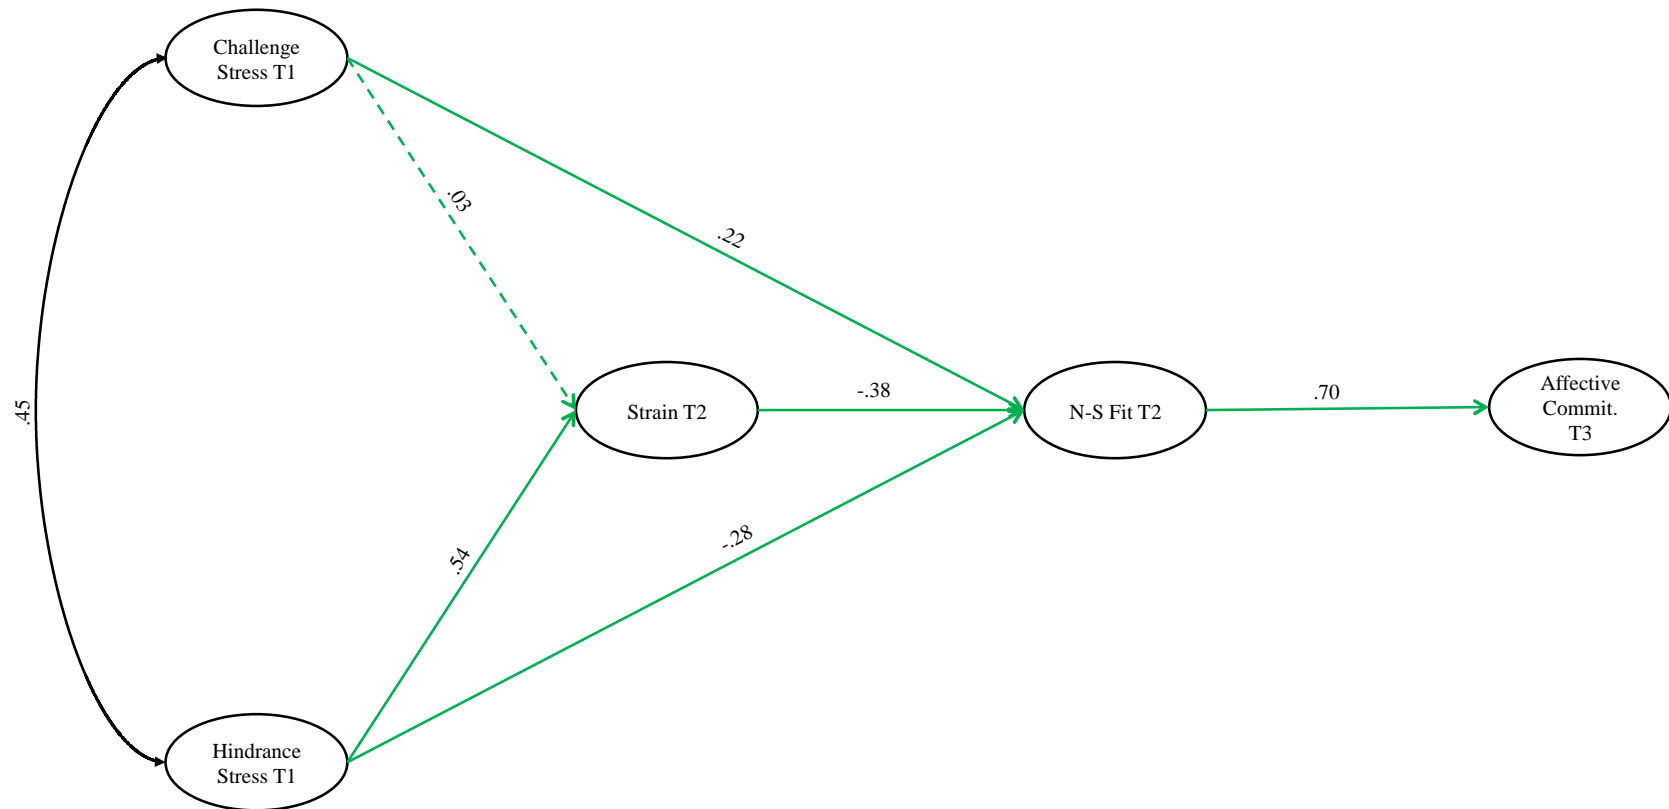 Challenge
Stress T1
.03
.22
.45
Strain T2
-.38
N-S Fit T2
.70
Affective
Commit.
T3
.54
-.28
Hindrance
Stress T1